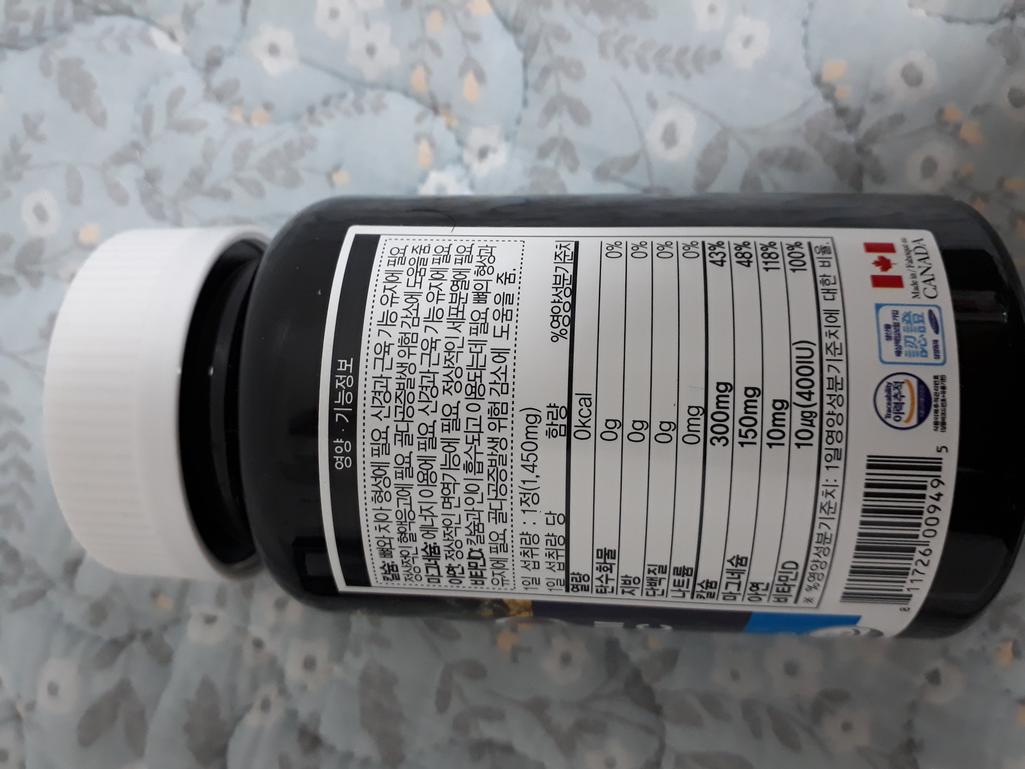 영양 · 기능정보
칼슘: 뼈와 치아 형성에 필요, 신경과 근육 기능 유지에 필요,
정상적인 혈액응고에 필요, 골다공증발생 위험 감소에 도움을 줌.
마그네슘: 에너지 이용에 필요, 신경과 근육 기능 유지에 필요.
아연: 정상적인 면역기능에 필요, 정상적인 세포분열에 필요.
비타민D: 칼슘과 인이 흡수되고 이용되는데 필요, 뼈의 형성과
유지에 필요, 골다공증발생 위험 감소에 도움을 줌.
1일 섭취량 : 1정(1,450mg)
1일 섭취량 당 함량 %영양성분기준치
열량 0kcal
탄수화물 0g 0%
지방 0g 0%
단백질 0g 0%
나트륨 0mg 0%
칼슘 300mg 43%
마그네슘 150mg 48%
아연 10mg 118%
비타민D 10㎍(400IU) 100%
※ %영양성분기준치: 1일영양성분기준치에 대한 비율.
8 11726 00949 5
Traceability
이력추적
認證
Made in / Fabriqué au
CANADA